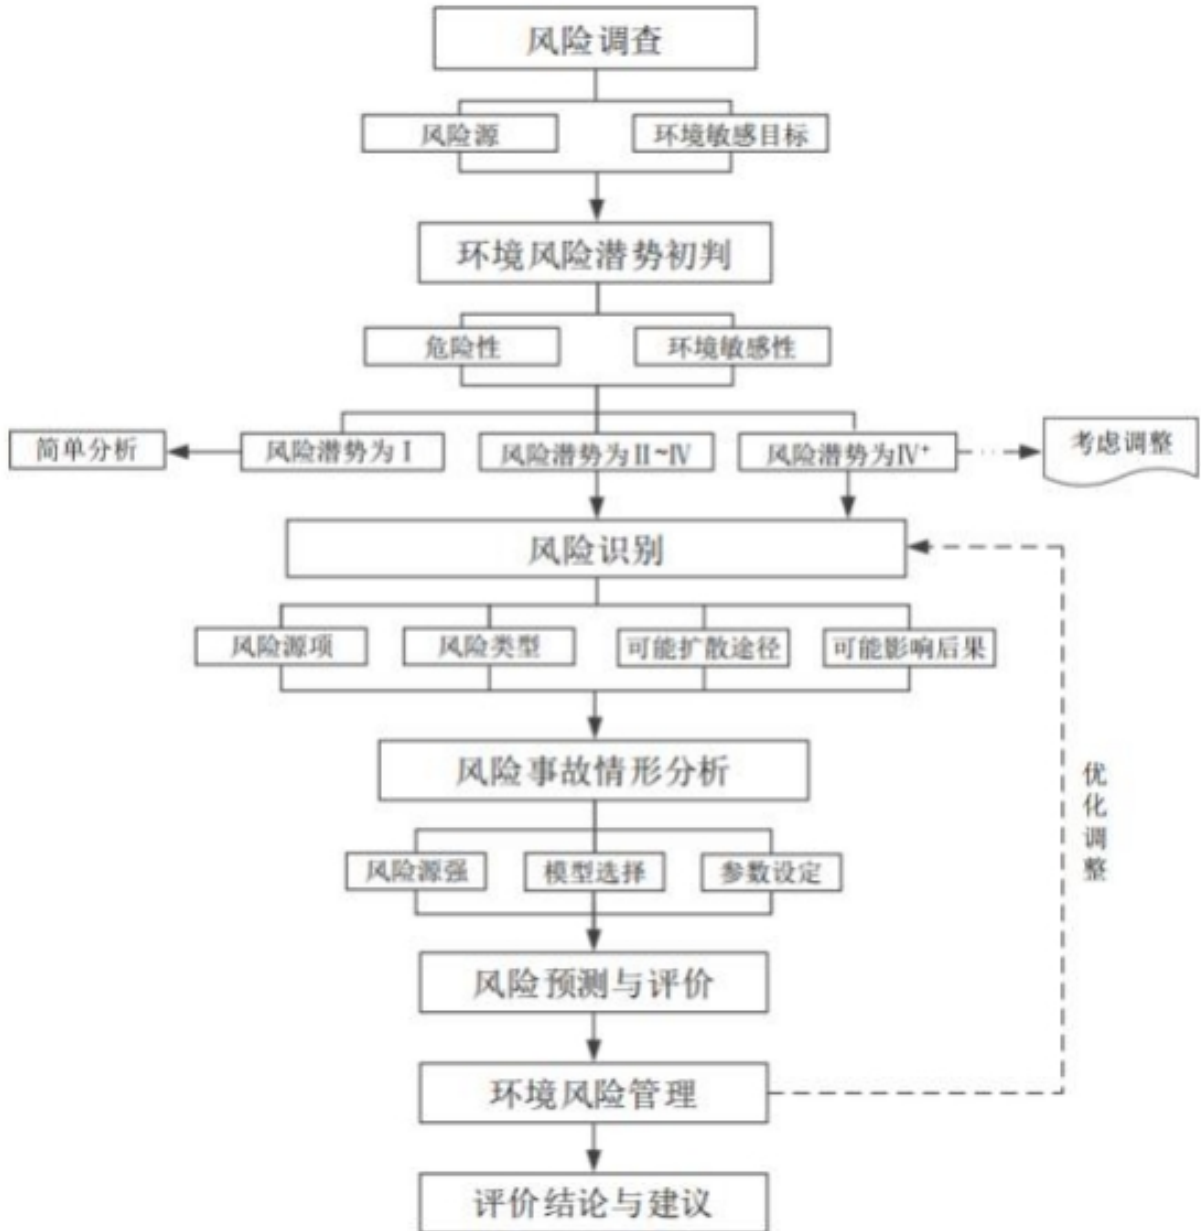 风险调查
风险源
环境敏感目标
环境风险潜势初判
危险性
环境敏感性
简单分析
风险潜势为Ⅰ
风险潜势为Ⅱ~Ⅳ
风险潜势为Ⅳ⁺
考虑调整
风险识别
风险源项
风险类型
可能扩散途径
可能影响后果
风险事故情形分析
优化调整
风险源强
模型选择
参数设定
风险预测与评价
环境风险管理
评价结论与建议